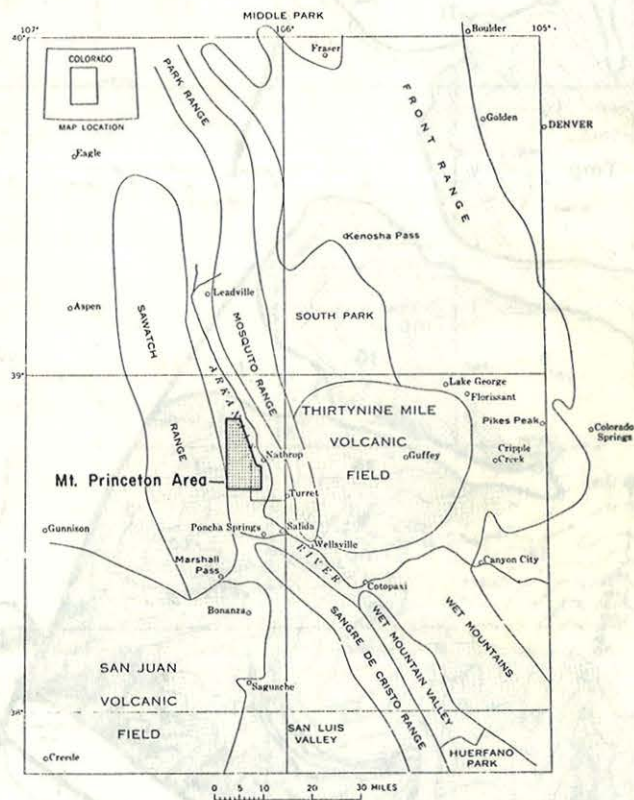 MIDDLE PARK
40° 107°
106°
Boulder
105°
Fraser
COLORADO
MAP LOCATION
PARK RANGE
FRONT RANGE
Golden
DENVER
Eagle
Kenosha Pass
Leadville
Aspen
SAWATCH
RANGE
MOSQUITO RANGE
SOUTH PARK
39°
ARKAN
Lake George
Florissant
THIRTYNINE MILE
VOLCANIC
FIELD
Pikes Peak
Colorado
Springs
Nathrop
Guffey
Cripple
Creek
Mt. Princeton Area
Turret
Gunnison
Poncha Springs
Salida
Wellsville
RIVER
Marshall
Pass
Canyon City
Cotopaxi
Bonanza
WET MOUNTAINS
WET MOUNTAIN VALLEY
SANGRE DE CRISTO RANGE
SAN JUAN
VOLCANIC
FIELD
Saguache
38°
SAN LUIS
VALLEY
HUERFANO
PARK
Creede
0 5 10 20 30 MILES